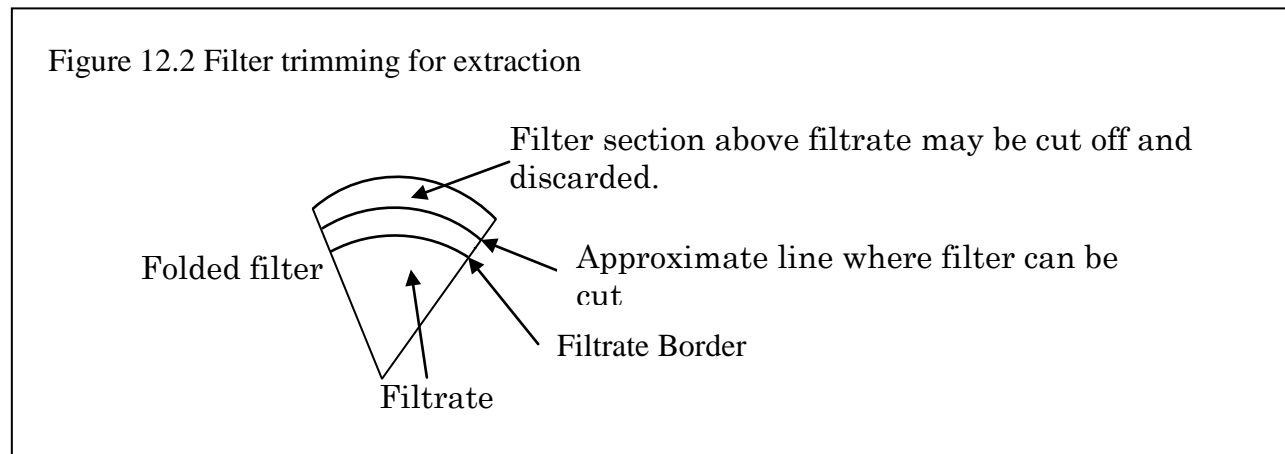 Figure 12.2 Filter trimming for extraction
Filter section above filtrate may be cut off and
discarded.
Folded filter
Approximate line where filter can be
cut
Filtrate Border
Filtrate